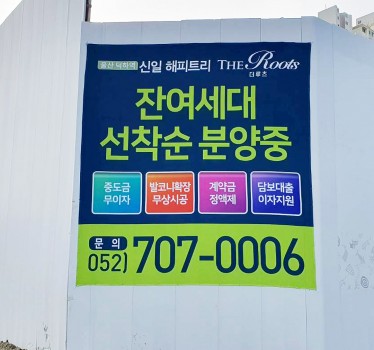 울산 덕하역 신일 해피트리 THE Roots
더루츠
잔여세대
선착순 분양중
중도금 발코니확장 계약금 담보대출
무이자 무상시공 정액제 이자지원
문의
052) 707-0006